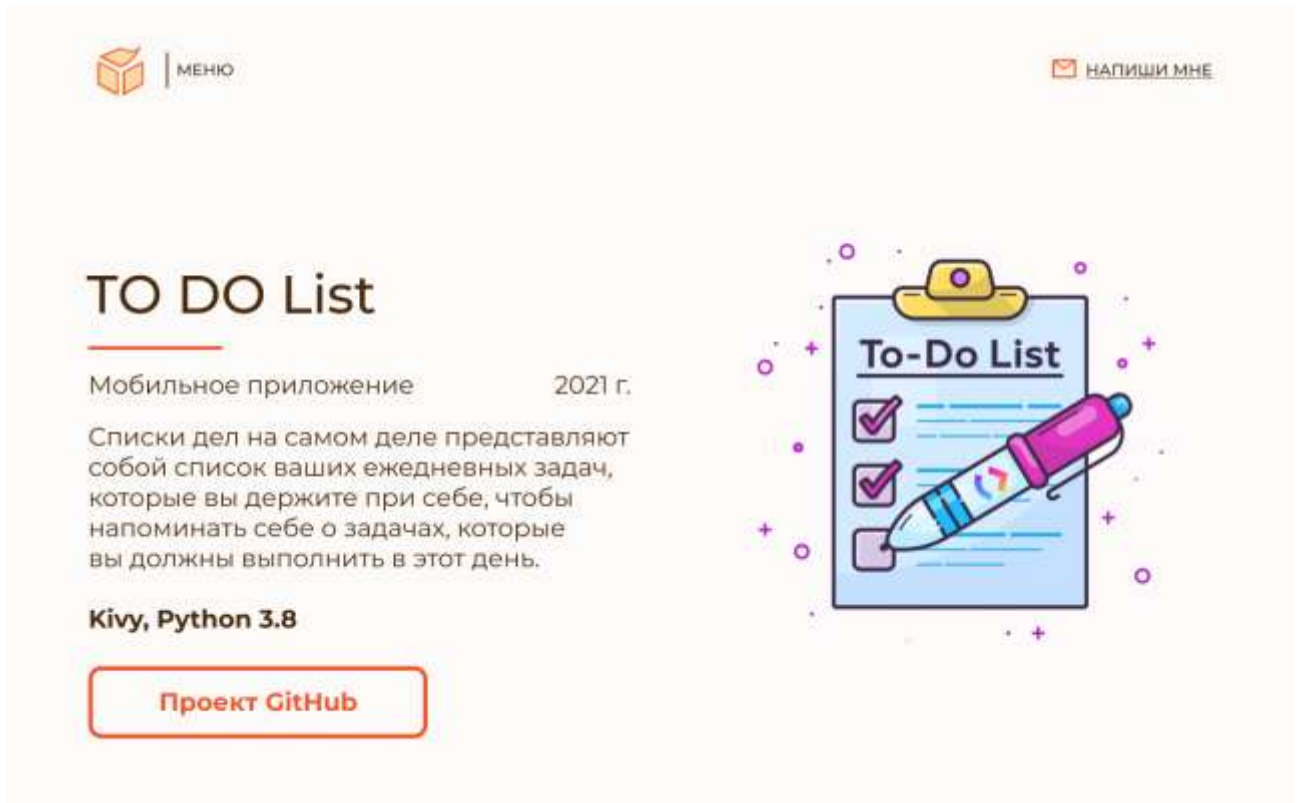 МЕНЮ
НАПИШИ МНЕ
TO DO List
Мобильное приложение 2021 г.
Списки дел на самом деле представляют
собой список ваших ежедневных задач,
которые вы держите при себе, чтобы
напоминать себе о задачах, которые
вы должны выполнить в этот день.
Kivy, Python 3.8
Проект GitHub
To-Do List